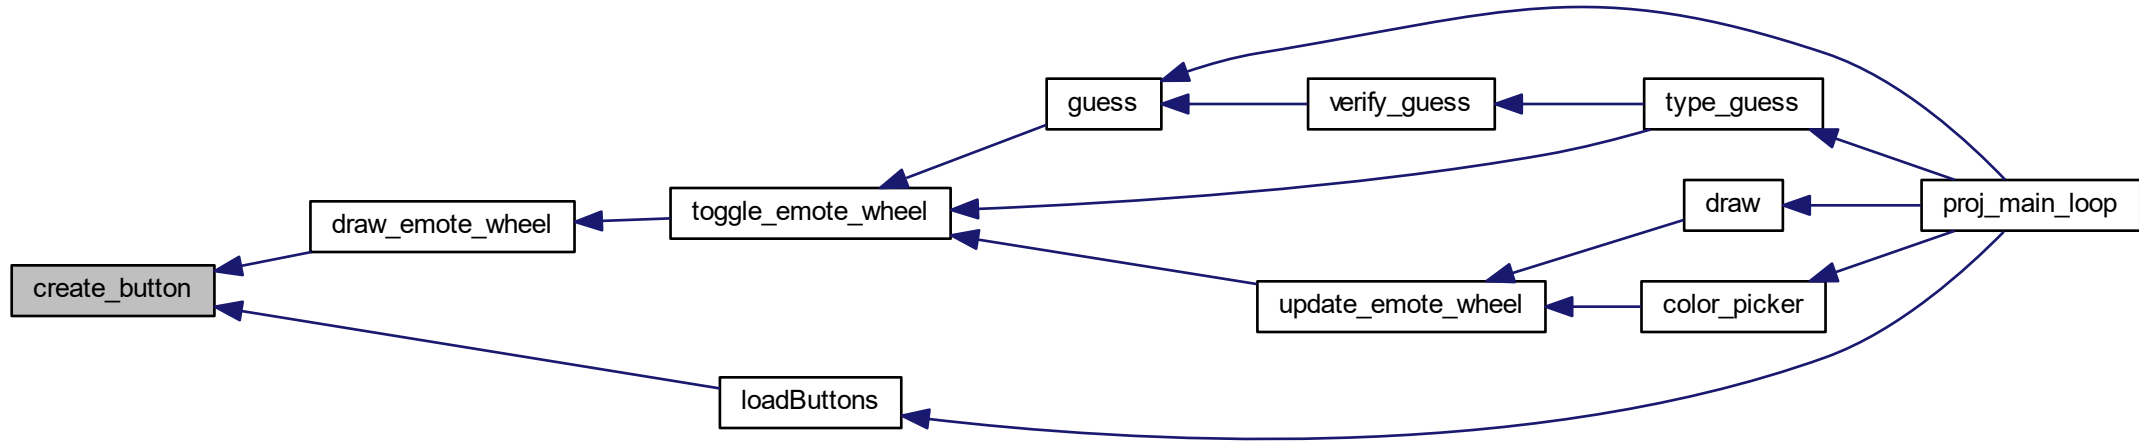 create_button
draw_emote_wheel
loadButtons
toggle_emote_wheel
guess
verify_guess
type_guess
update_emote_wheel
draw
color_picker
proj_main_loop